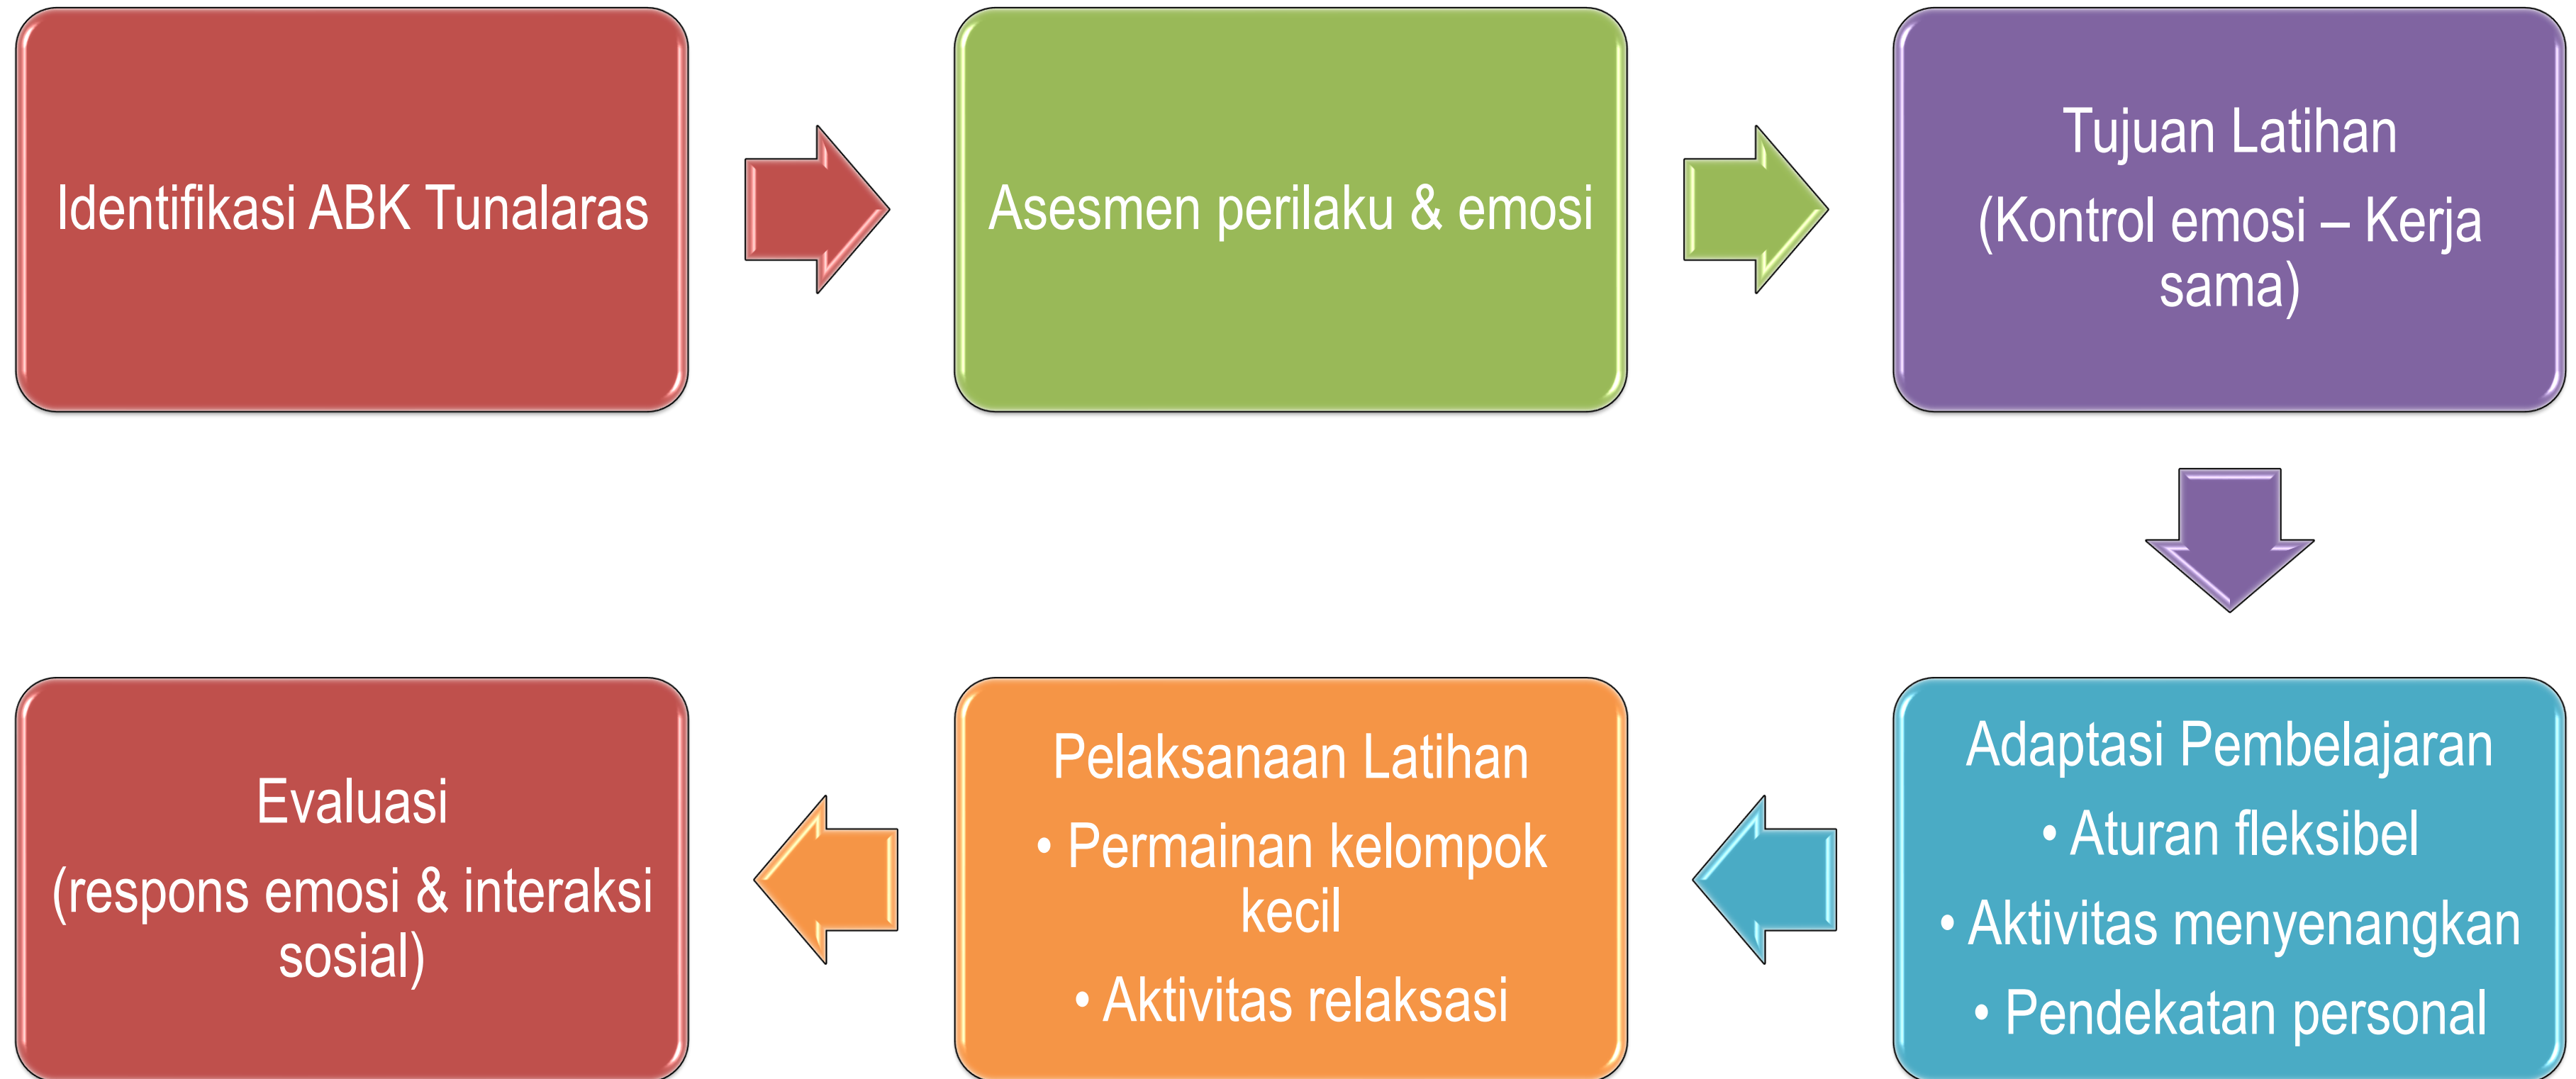 Identifikasi ABK Tunalaras
Asesmen perilaku & emosi
Tujuan Latihan
(Kontrol emosi – Kerja
sama)
Adaptasi Pembelajaran
• Aturan fleksibel
• Aktivitas menyenangkan
• Pendekatan personal
Pelaksanaan Latihan
• Permainan kelompok
kecil
• Aktivitas relaksasi
Evaluasi
(respons emosi & interaksi
sosial)